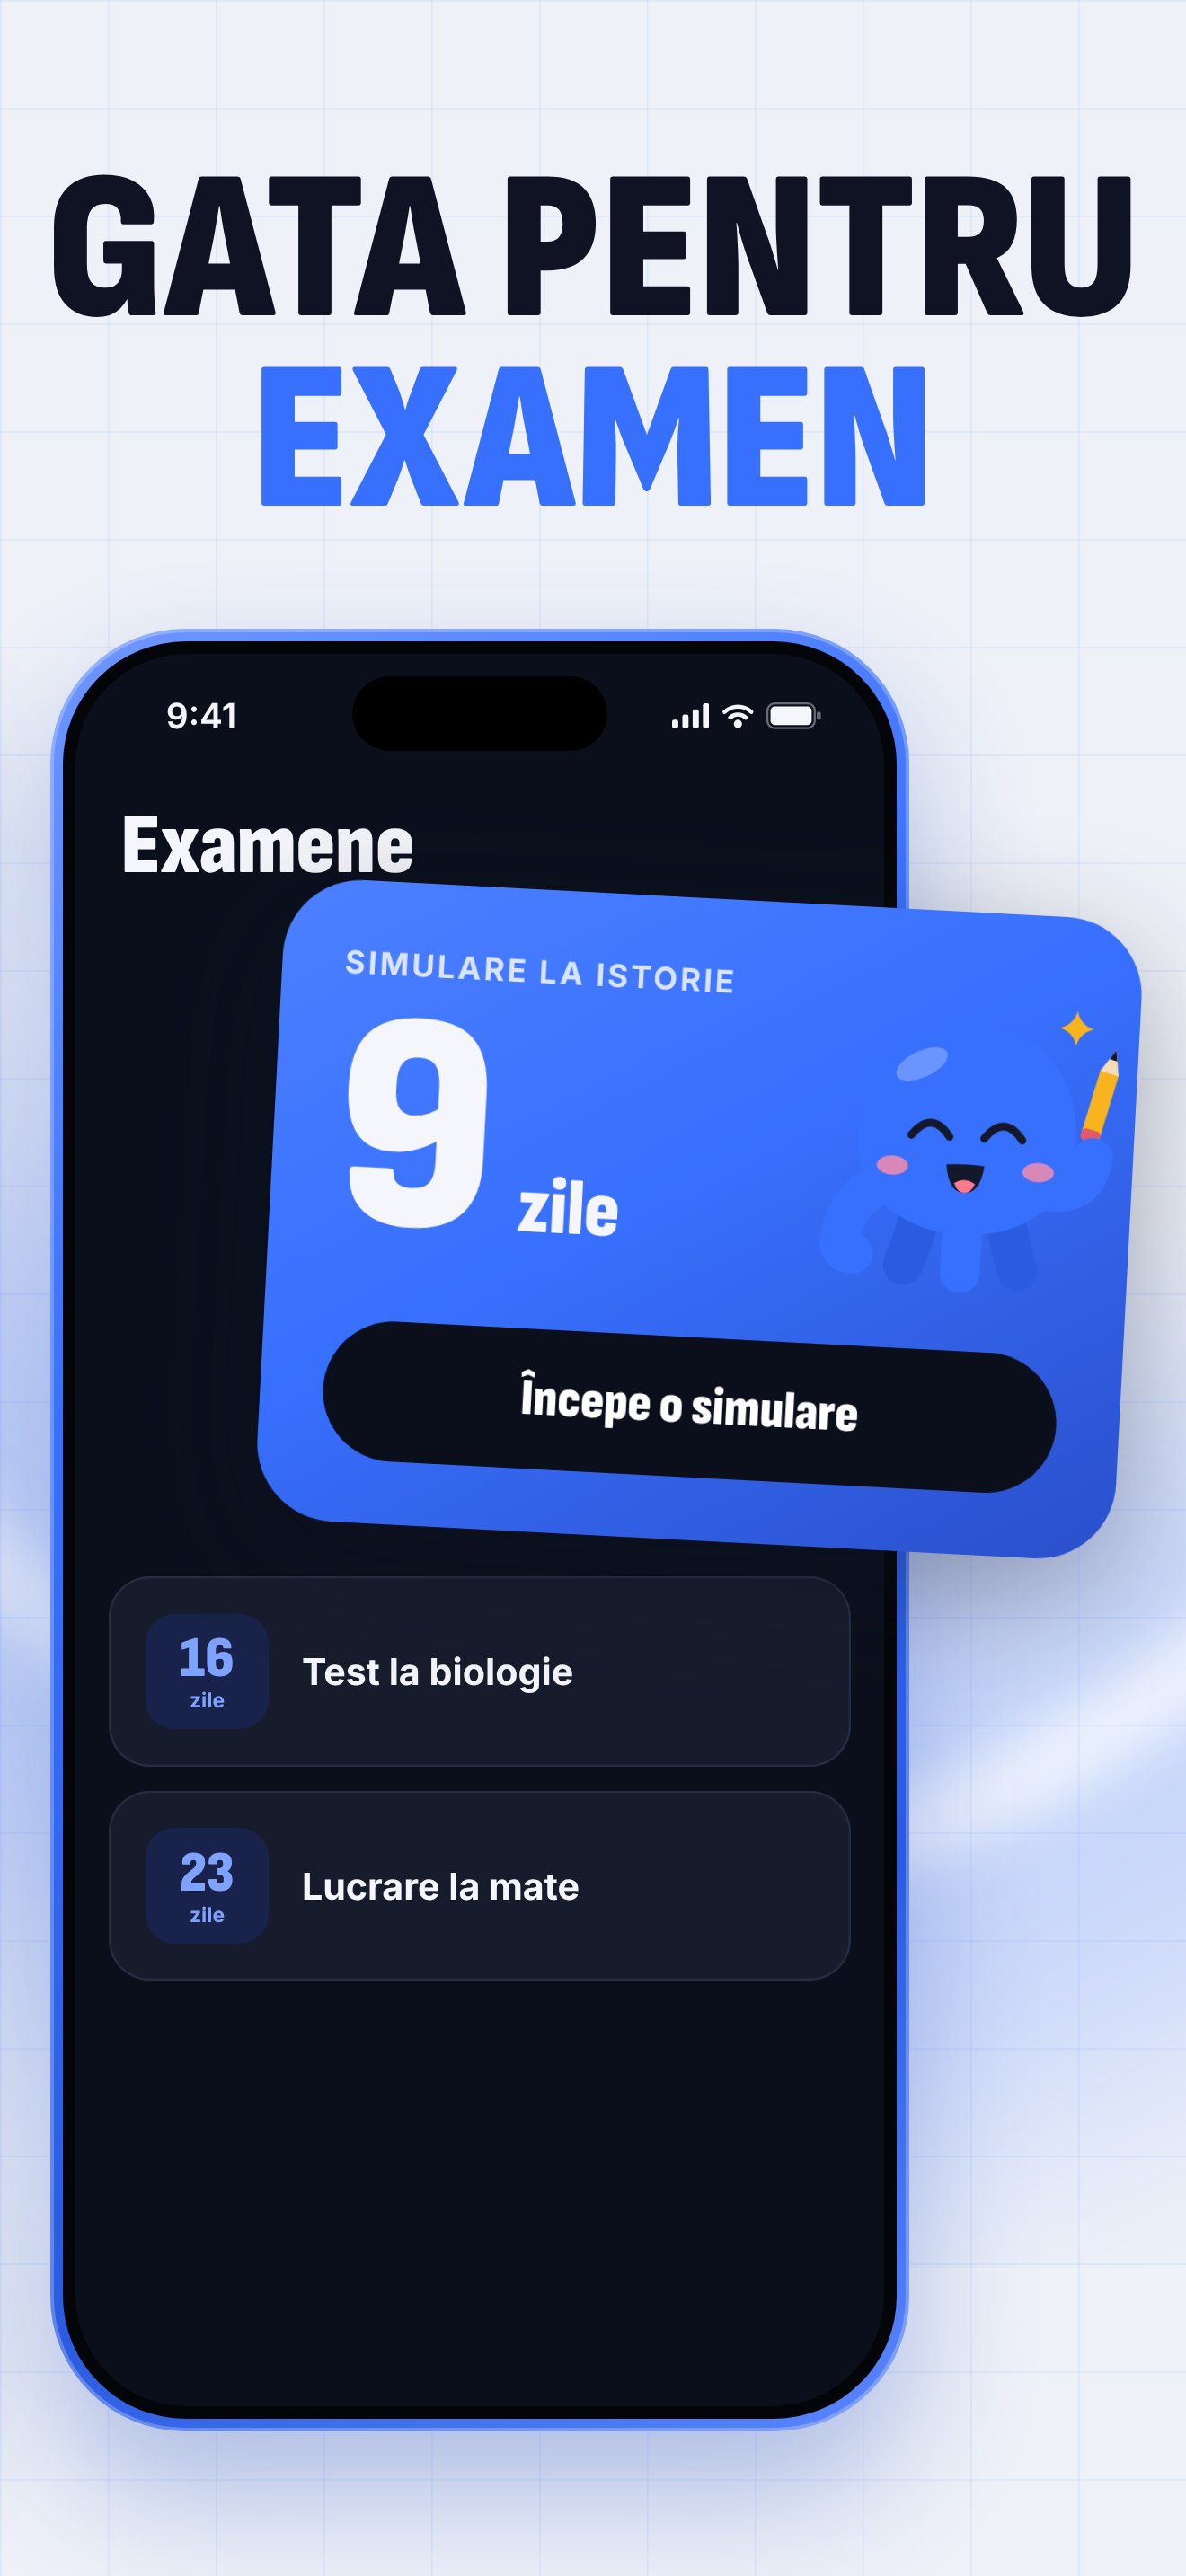 GATA PENTRU
EXAMEN
9:41
Examene
SIMULARE LA ISTORIE
9 zile
Începe o simulare
16
zile
Test la biologie
23
zile
Lucrare la mate